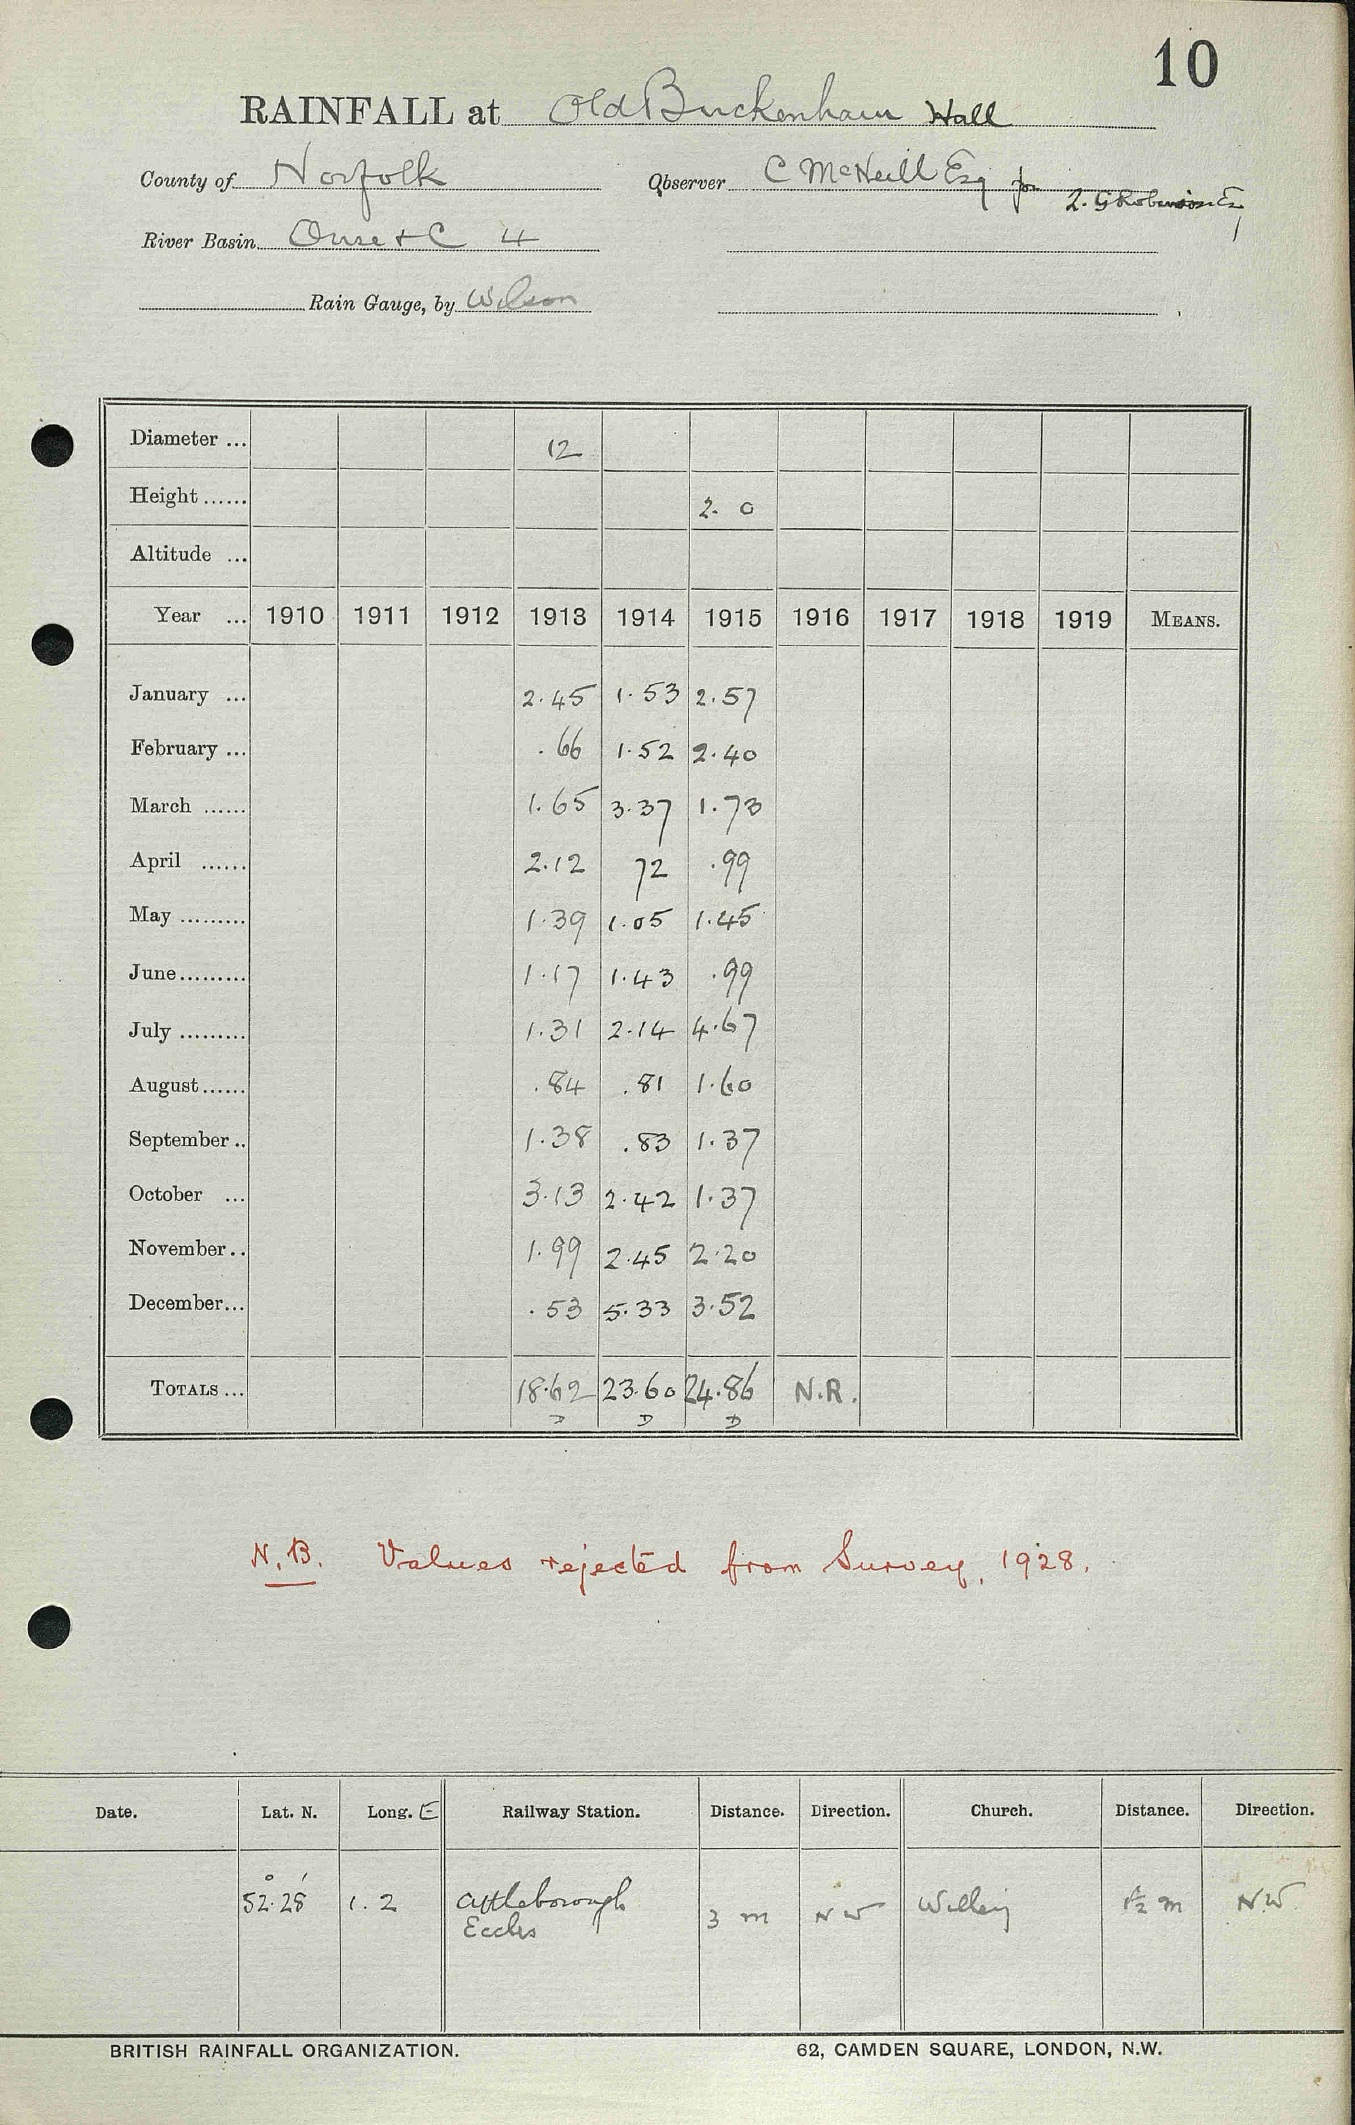 10
RAINFALL at Old Buckenham Hall
County of Norfolk Observer C McNeill Esq for L. G Robinson Esq
River Basin Ouse & C 4
Rain Gauge, by Wilson
Diameter ... 12
Height ...... 2. 0
Altitude ...
Year ... 1910 1911 1912 1913 1914 1915 1916 1917 1918 1919 MEANS.
January ... 2.45 1.53 2.57
February ... .66 1.52 2.40
March ...... 1.65 3.37 1.73
April ...... 2.12 72 .99
May ......... 1.39 1.05 1.45
June......... 1.17 1.43 .99
July ......... 1.31 2.14 4.67
August...... .84 .81 1.60
September .. 1.38 .83 1.37
October ... 3.13 2.42 1.37
November .. 1.99 2.45 2.20
December... .53 5.33 3.52
TOTALS ... 18.62 23.60 24.86 N.R.
D D D
N.B. Values rejected from Survey, 1928.
Date. Lat. N. Long. E Railway Station. Distance. Direction. Church. Distance. Direction.
52° 28' 1. 2 Attleborough 3 m NW 1½ m NW
Eccles
BRITISH RAINFALL ORGANIZATION. 62, CAMDEN SQUARE, LONDON, N.W.